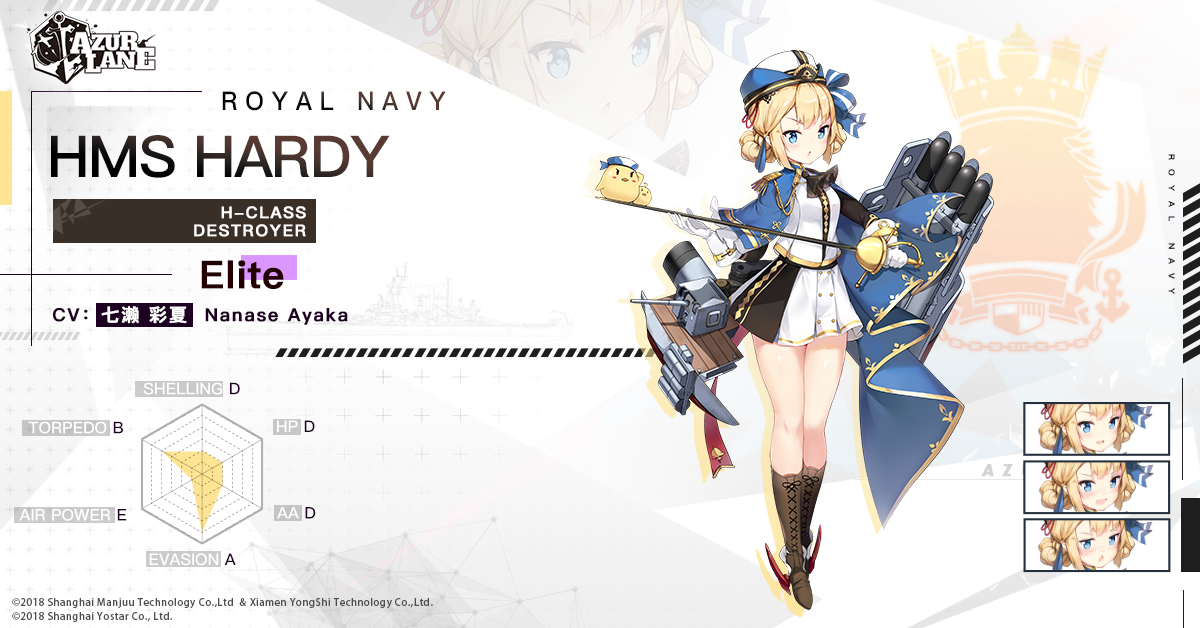 AZUR
LANE
ROYAL NAVY
HMS HARDY
H-CLASS
DESTROYER
Elite
CV: 七濑 彩夏 Nanase Ayaka
SHELLING D
TORPEDO B
HP D
AIR POWER E
AA D
EVASION A
ROYAL NAVY
AZ
©2018 Shanghai Manjuu Technology Co.,Ltd & Xiamen YongShi Technology Co.,Ltd.
©2018 Shanghai Yostar Co., Ltd.